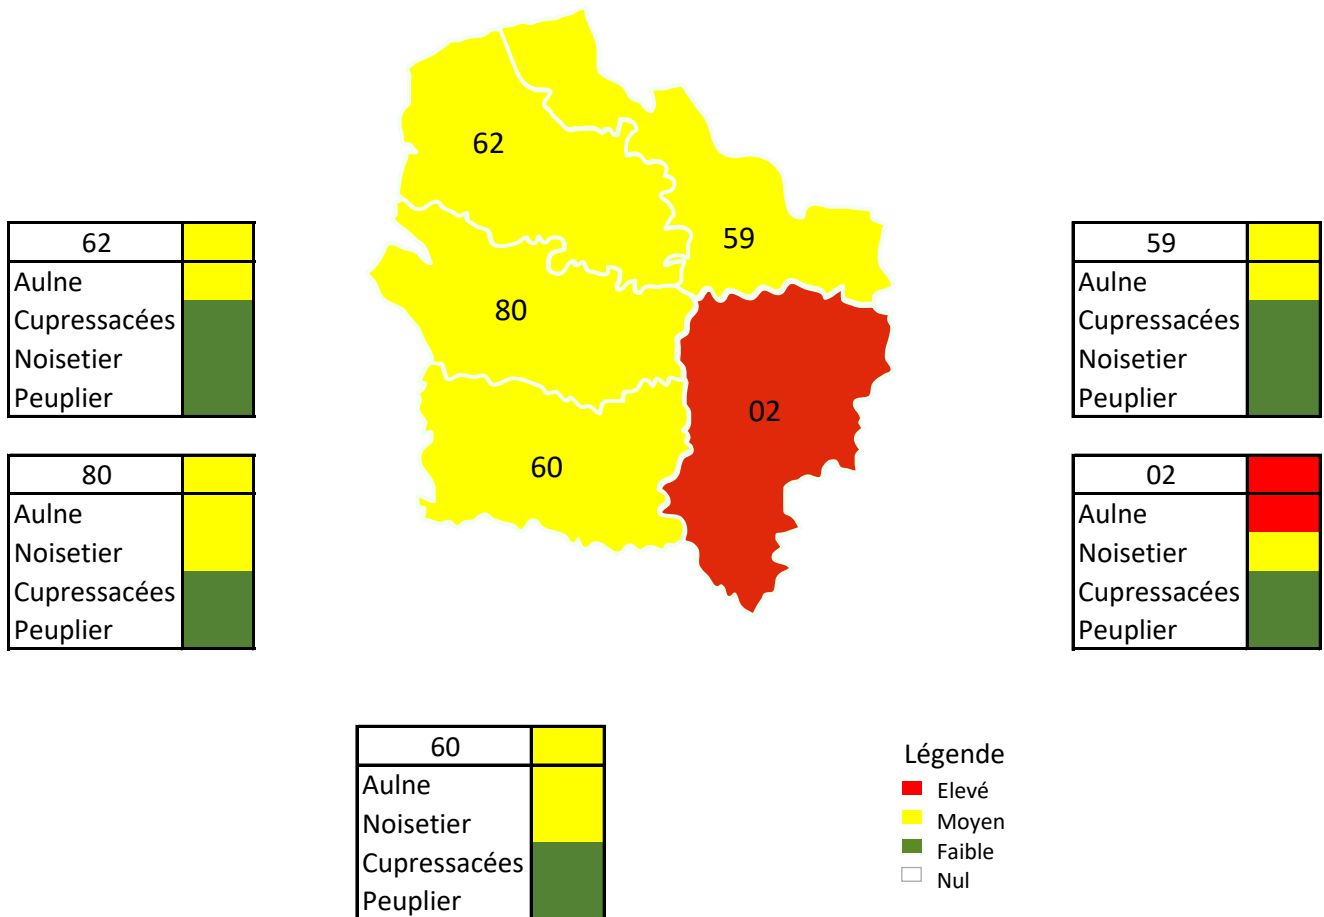 62
59
80
02
60
62
Aulne
Cupressacées
Noisetier
Peuplier
80
Aulne
Noisetier
Cupressacées
Peuplier
59
Aulne
Cupressacées
Noisetier
Peuplier
02
Aulne
Noisetier
Cupressacées
Peuplier
60
Aulne
Noisetier
Cupressacées
Peuplier
Légende
Elevé
Moyen
Faible
Nul